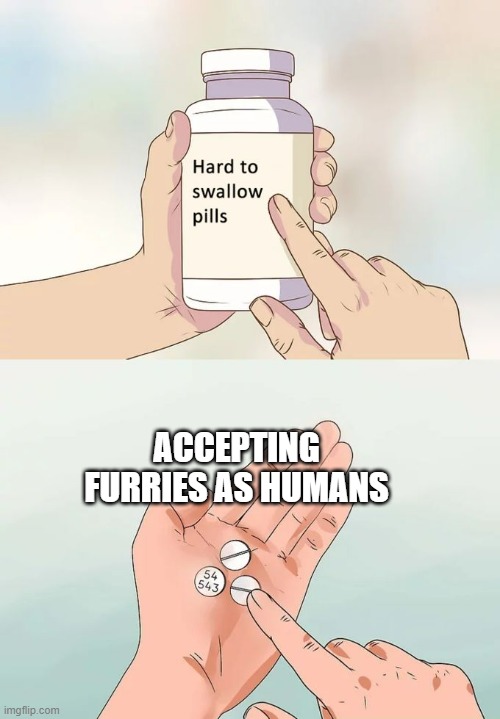 Hard to
swallow
pills
ACCEPTING
FURRIES AS HUMANS
54
543
imgflip.com